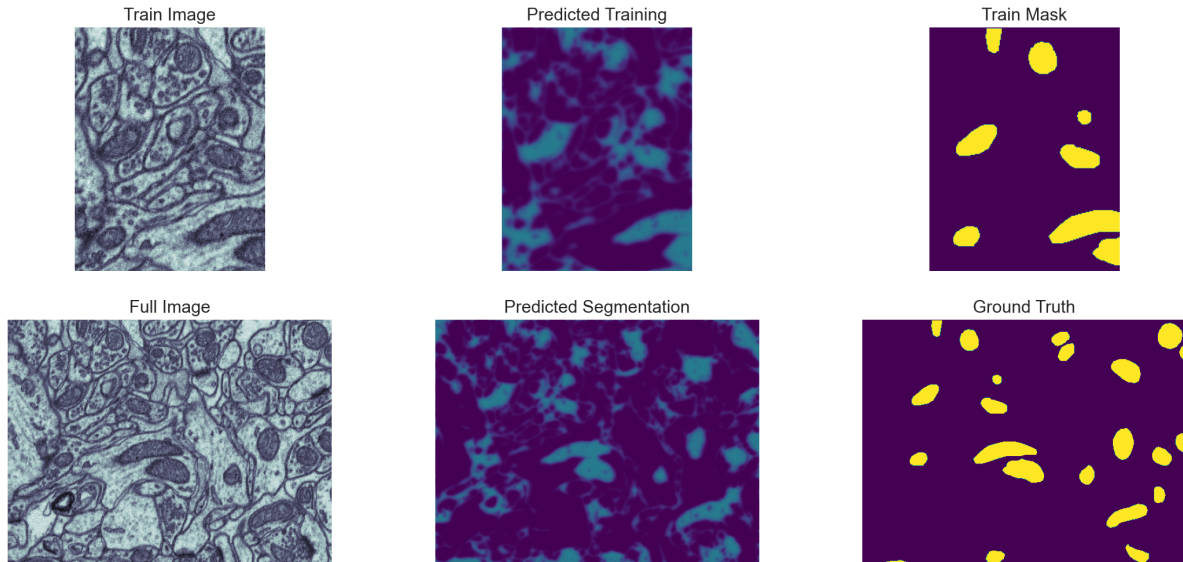 Train Image
Predicted Training
Train Mask
Full Image
Predicted Segmentation
Ground Truth